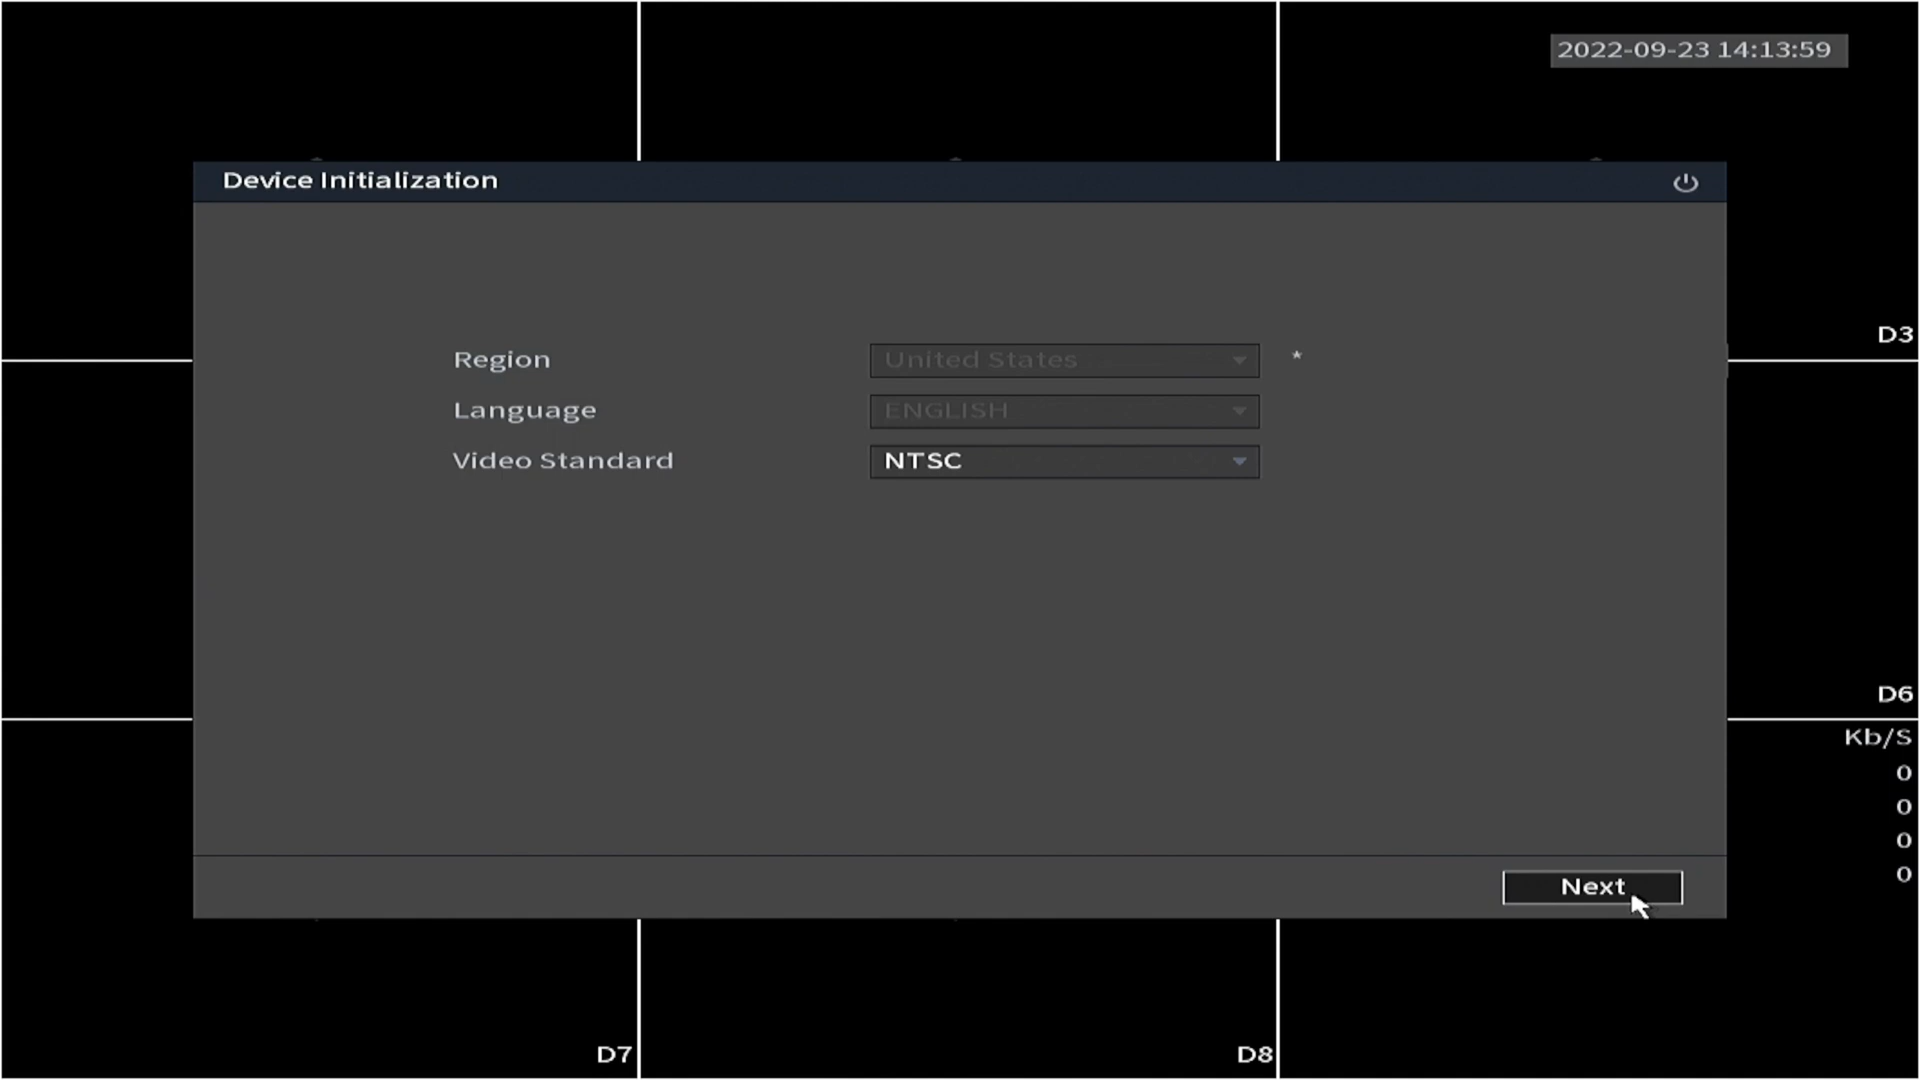 2022-09-23 14:13:59
Device Initialization
D3
Region United States *
Language ENGLISH
Video Standard NTSC
D6
Kb/S
0
0
0
0
Next
D7 D8